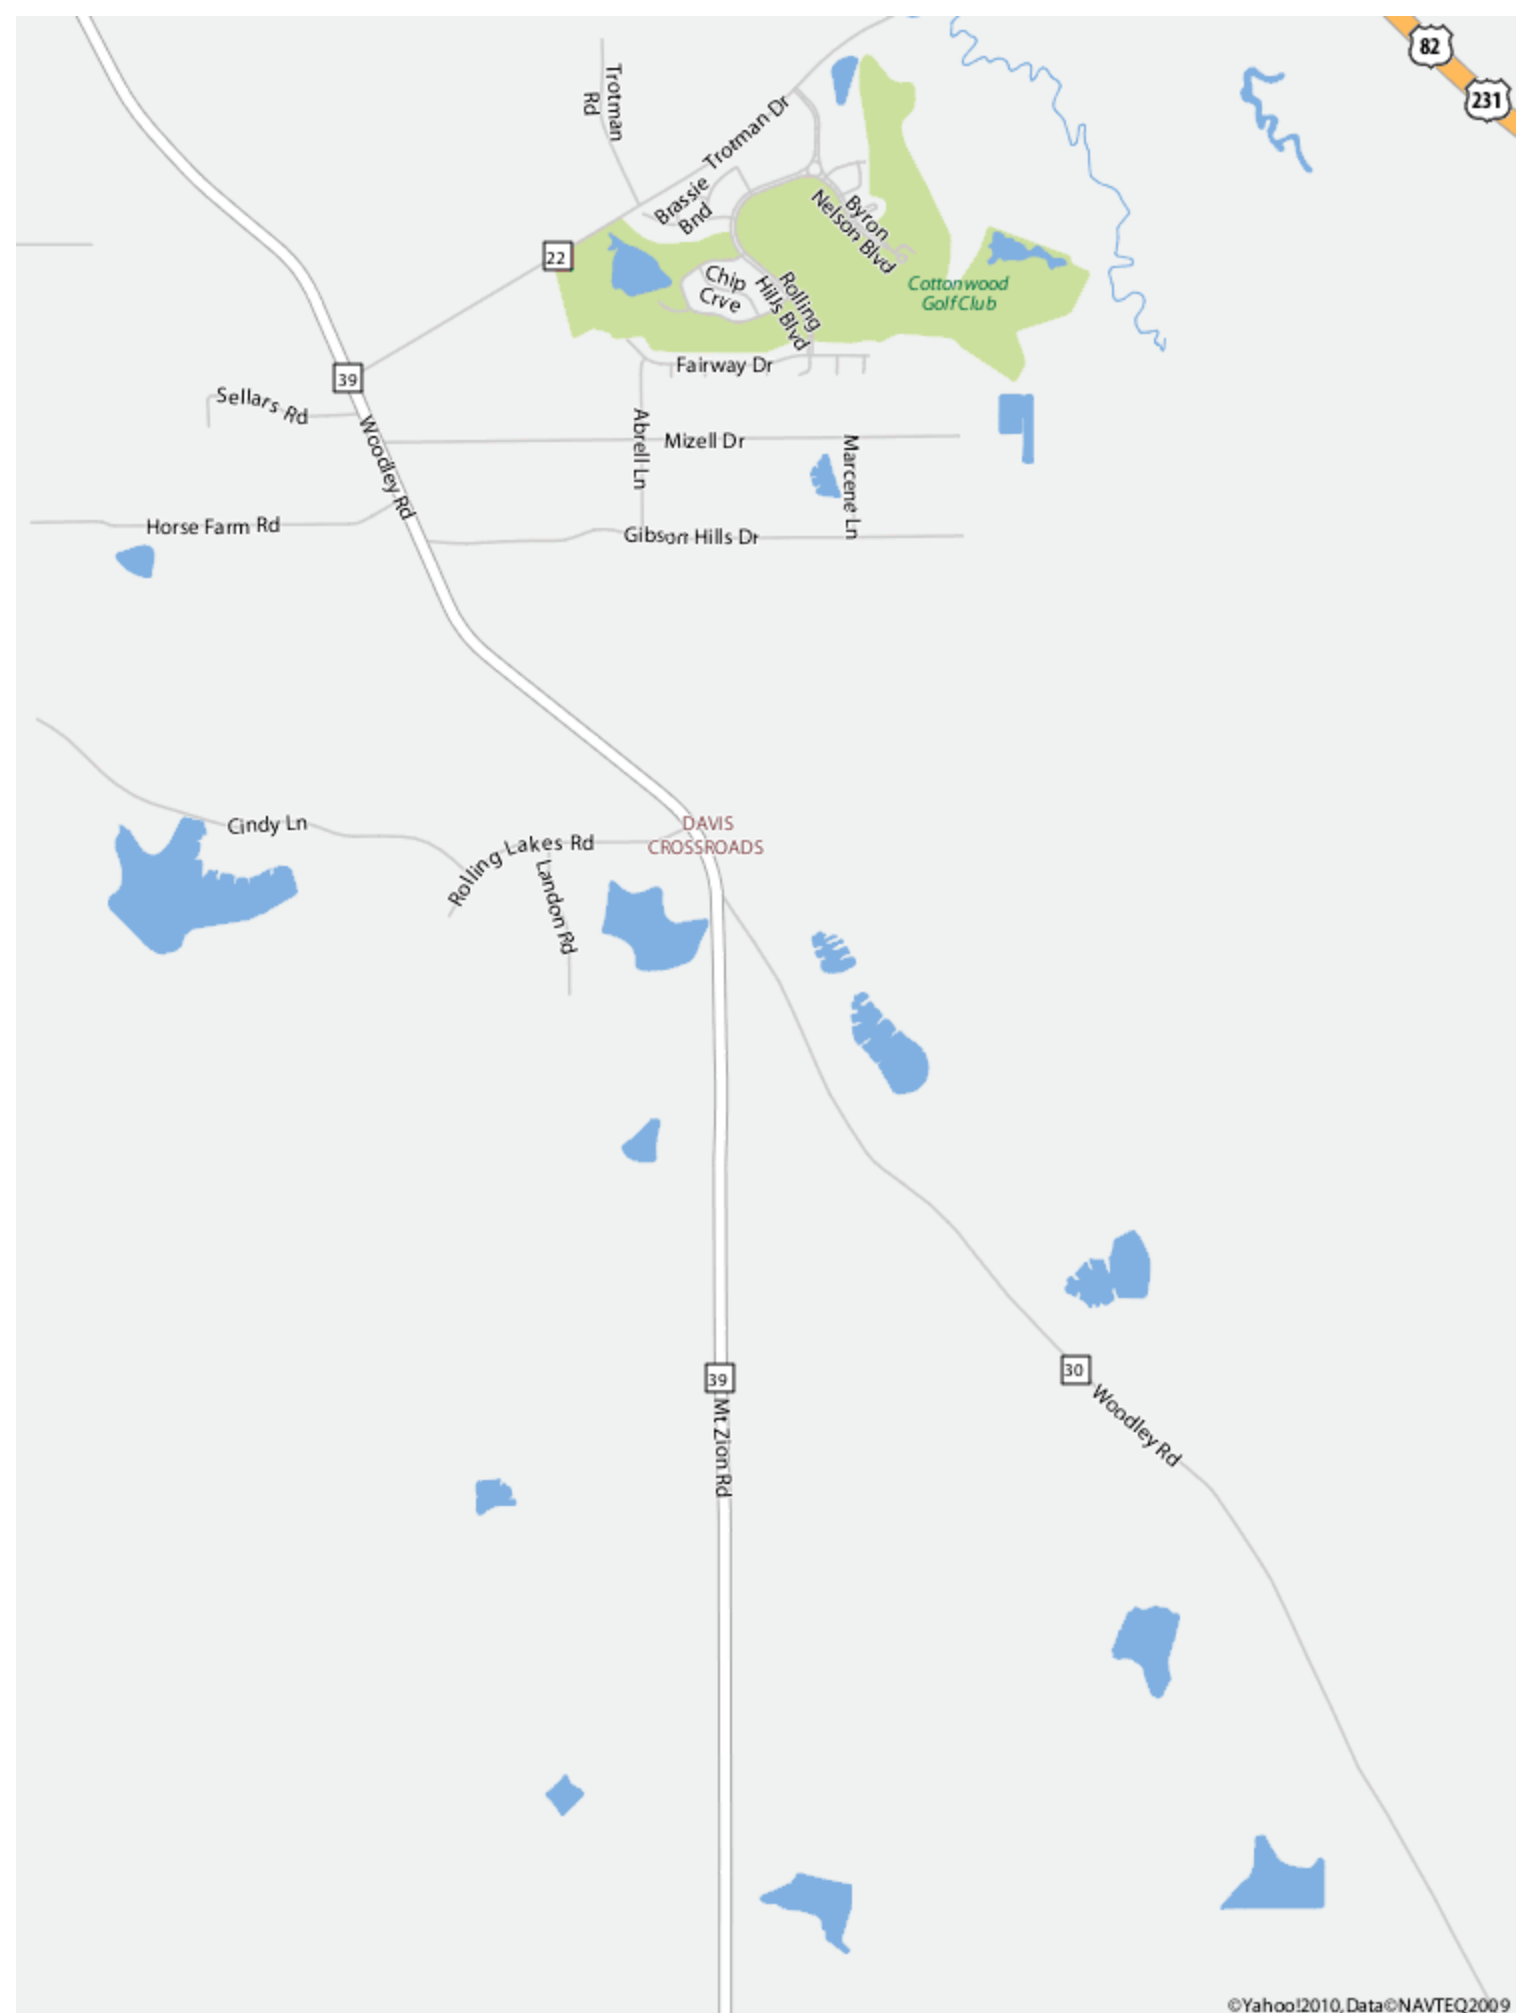 82
231
Trotman
Rd
Trotman Dr
Brassie
Bnd
Byron
Nelson Blvd
22
Chip
Crve
Rolling
Hills Blvd
Cottonwood
Golf Club
39
Fairway Dr
Sellars Rd
Woodley Rd
Abrell Ln
Mizell Dr
Marcene Ln
Horse Farm Rd
Gibson Hills Dr
Cindy Ln
DAVIS
CROSSROADS
Rolling Lakes Rd
Landon Rd
30
39
Mt Zion Rd
Woodley Rd
©Yahoo!2010, Data©NAVTEQ2009